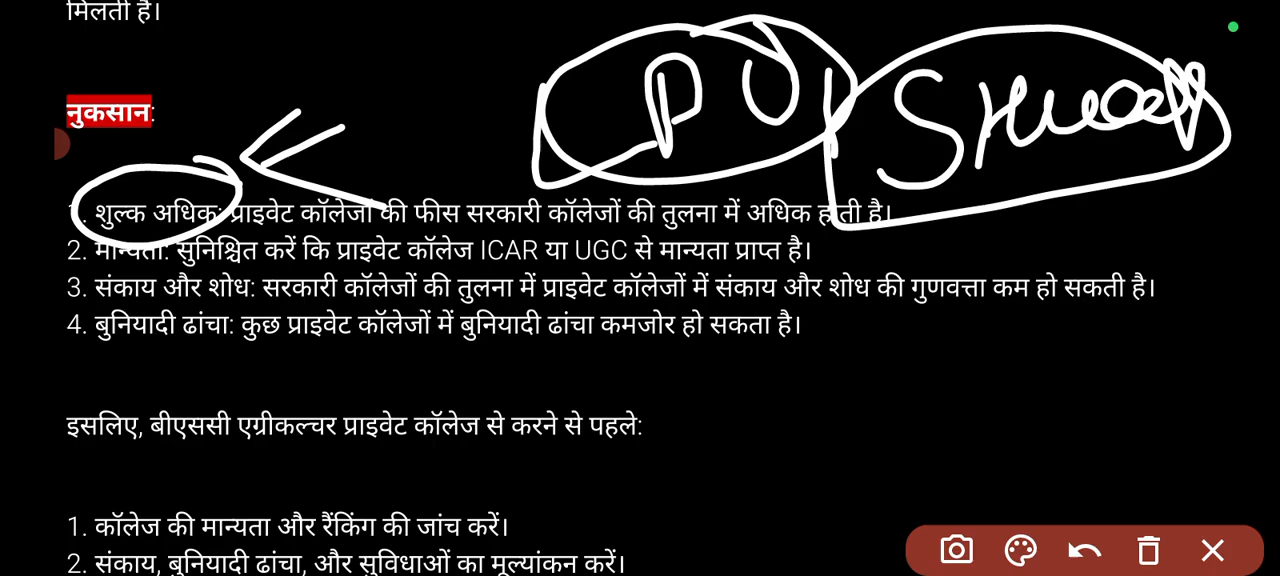 मिलती है।
PU
नुकसान:
1. शुल्क अधिक: प्राइवेट कॉलेजों की फीस सरकारी कॉलेजों की तुलना में अधिक होती है।
2. मान्यता: सुनिश्चित करें कि प्राइवेट कॉलेज ICAR या UGC से मान्यता प्राप्त है।
3. संकाय और शोध: सरकारी कॉलेजों की तुलना में प्राइवेट कॉलेजों में संकाय और शोध की गुणवत्ता कम हो सकती है।
4. बुनियादी ढांचा: कुछ प्राइवेट कॉलेजों में बुनियादी ढांचा कमजोर हो सकता है।
इसलिए, बीएससी एग्रीकल्चर प्राइवेट कॉलेज से करने से पहले:
1. कॉलेज की मान्यता और रैंकिंग की जांच करें।
2. संकाय, बुनियादी ढांचा, और सुविधाओं का मूल्यांकन करें।